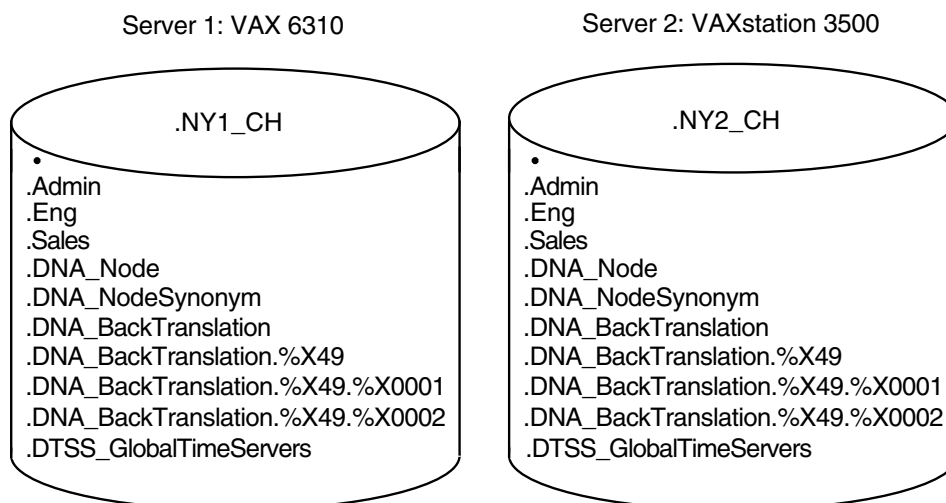 Server 1: VAX 6310
.NY1_CH
.
.Admin
.Eng
.Sales
.DNA_Node
.DNA_NodeSynonym
.DNA_BackTranslation
.DNA_BackTranslation.%X49
.DNA_BackTranslation.%X49.%X0001
.DNA_BackTranslation.%X49.%X0002
.DTSS_GlobalTimeServers
Server 2: VAXstation 3500
.NY2_CH
.
.Admin
.Eng
.Sales
.DNA_Node
.DNA_NodeSynonym
.DNA_BackTranslation
.DNA_BackTranslation.%X49
.DNA_BackTranslation.%X49.%X0001
.DNA_BackTranslation.%X49.%X0002
.DTSS_GlobalTimeServers